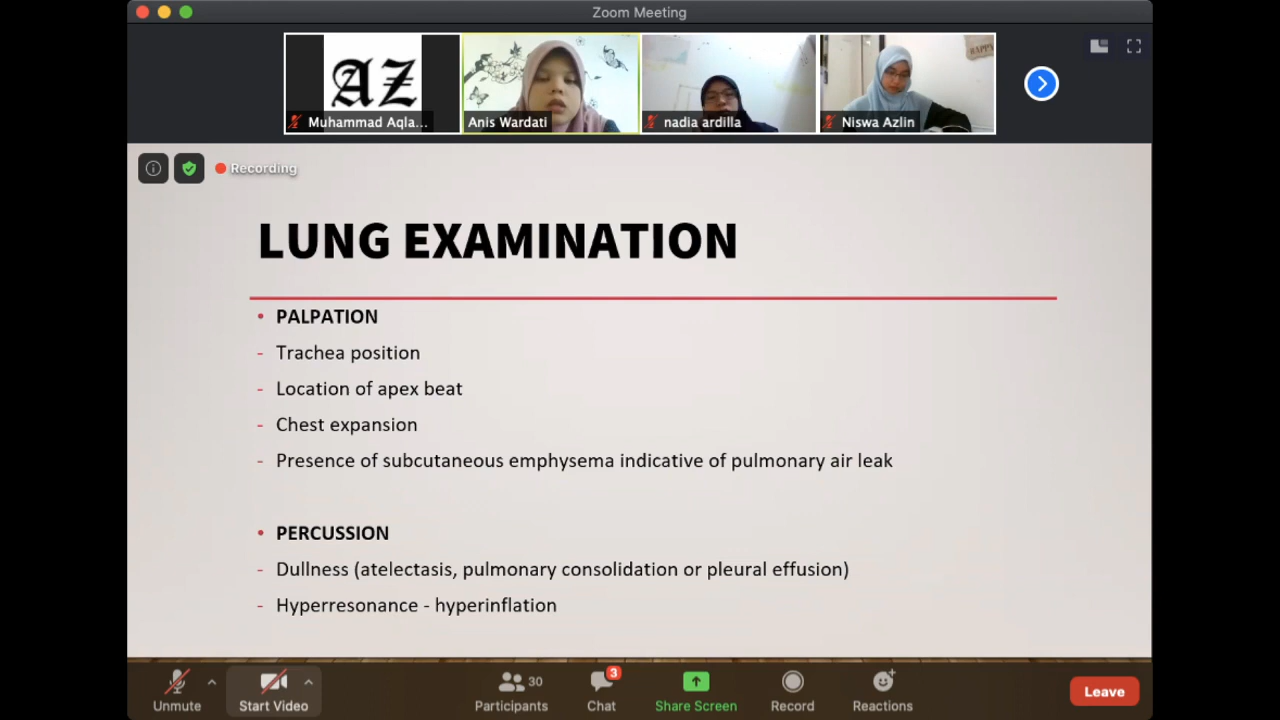 Zoom Meeting
AZ
Muhammad Aqla...
Anis Wardati
nadia ardilla
Niswa Azlin
HAPPY
Recording
LUNG EXAMINATION
• PALPATION
- Trachea position
- Location of apex beat
- Chest expansion
- Presence of subcutaneous emphysema indicative of pulmonary air leak
• PERCUSSION
- Dullness (atelectasis, pulmonary consolidation or pleural effusion)
- Hyperresonance - hyperinflation
Unmute
Start Video
30
Participants
3
Chat
Share Screen
Record
Reactions
Leave